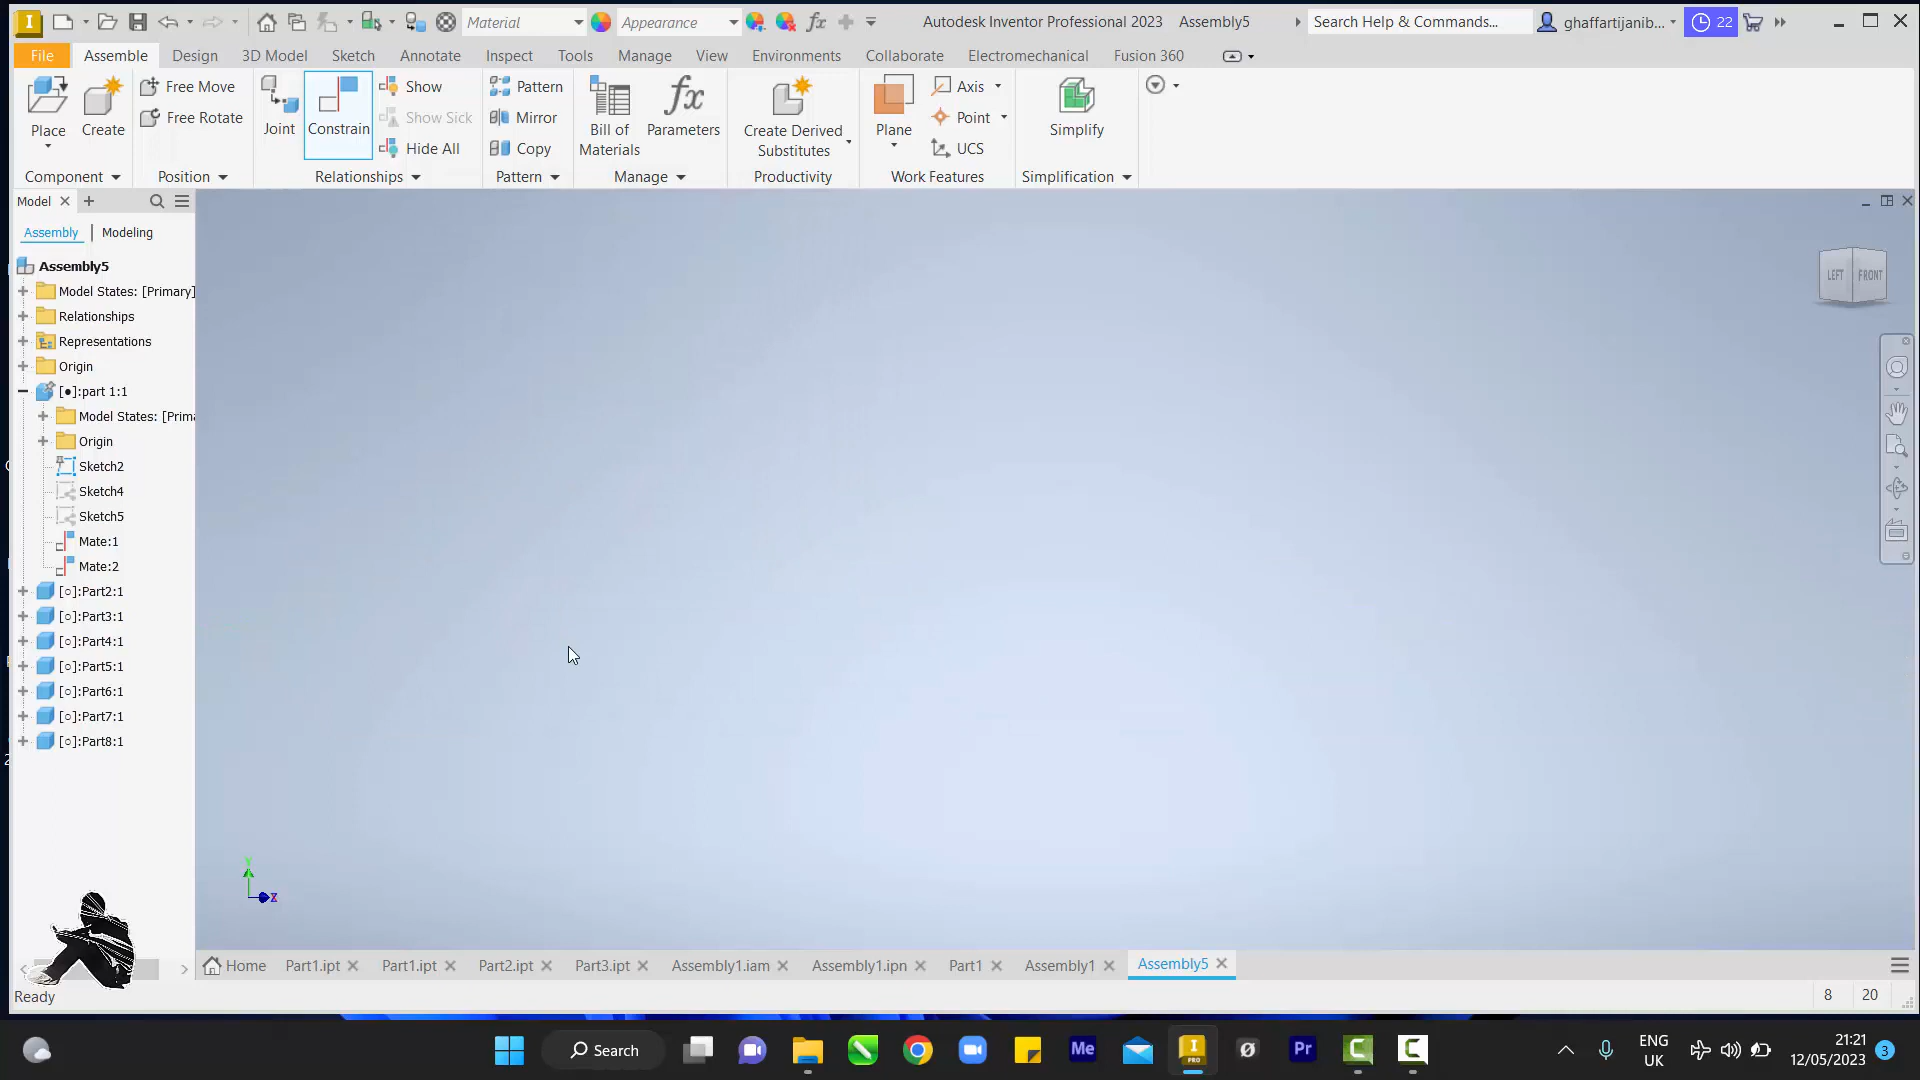 Material
Appearance
Autodesk Inventor Professional 2023 Assembly5
Search Help & Commands...
ghaffartijanib...
22
File Assemble Design 3D Model Sketch Annotate Inspect Tools Manage View Environments Collaborate Electromechanical Fusion 360
Place
Create
Free Move
Free Rotate
Joint
Constrain
Show
Show Sick
Hide All
Pattern
Mirror
Copy
Bill of
Materials
Parameters
Create Derived
Substitutes
Plane
Axis
Point
UCS
Simplify
Component Position Relationships Pattern Manage Productivity Work Features Simplification
Model
Assembly Modeling
Assembly5
Model States: [Primary]
Relationships
Representations
Origin
[●]:part 1:1
Model States: [Prima
Origin
Sketch2
Sketch4
Sketch5
Mate:1
Mate:2
[○]:Part2:1
[○]:Part3:1
[○]:Part4:1
[○]:Part5:1
[○]:Part6:1
[○]:Part7:1
[○]:Part8:1
LEFT FRONT
Y
Z
Home Part1.ipt Part1.ipt Part2.ipt Part3.ipt Assembly1.iam Assembly1.ipn Part1 Assembly1 Assembly5
Ready
8 20
Search
Me
PRO
Pr
ENG
UK
21:21
12/05/2023
3